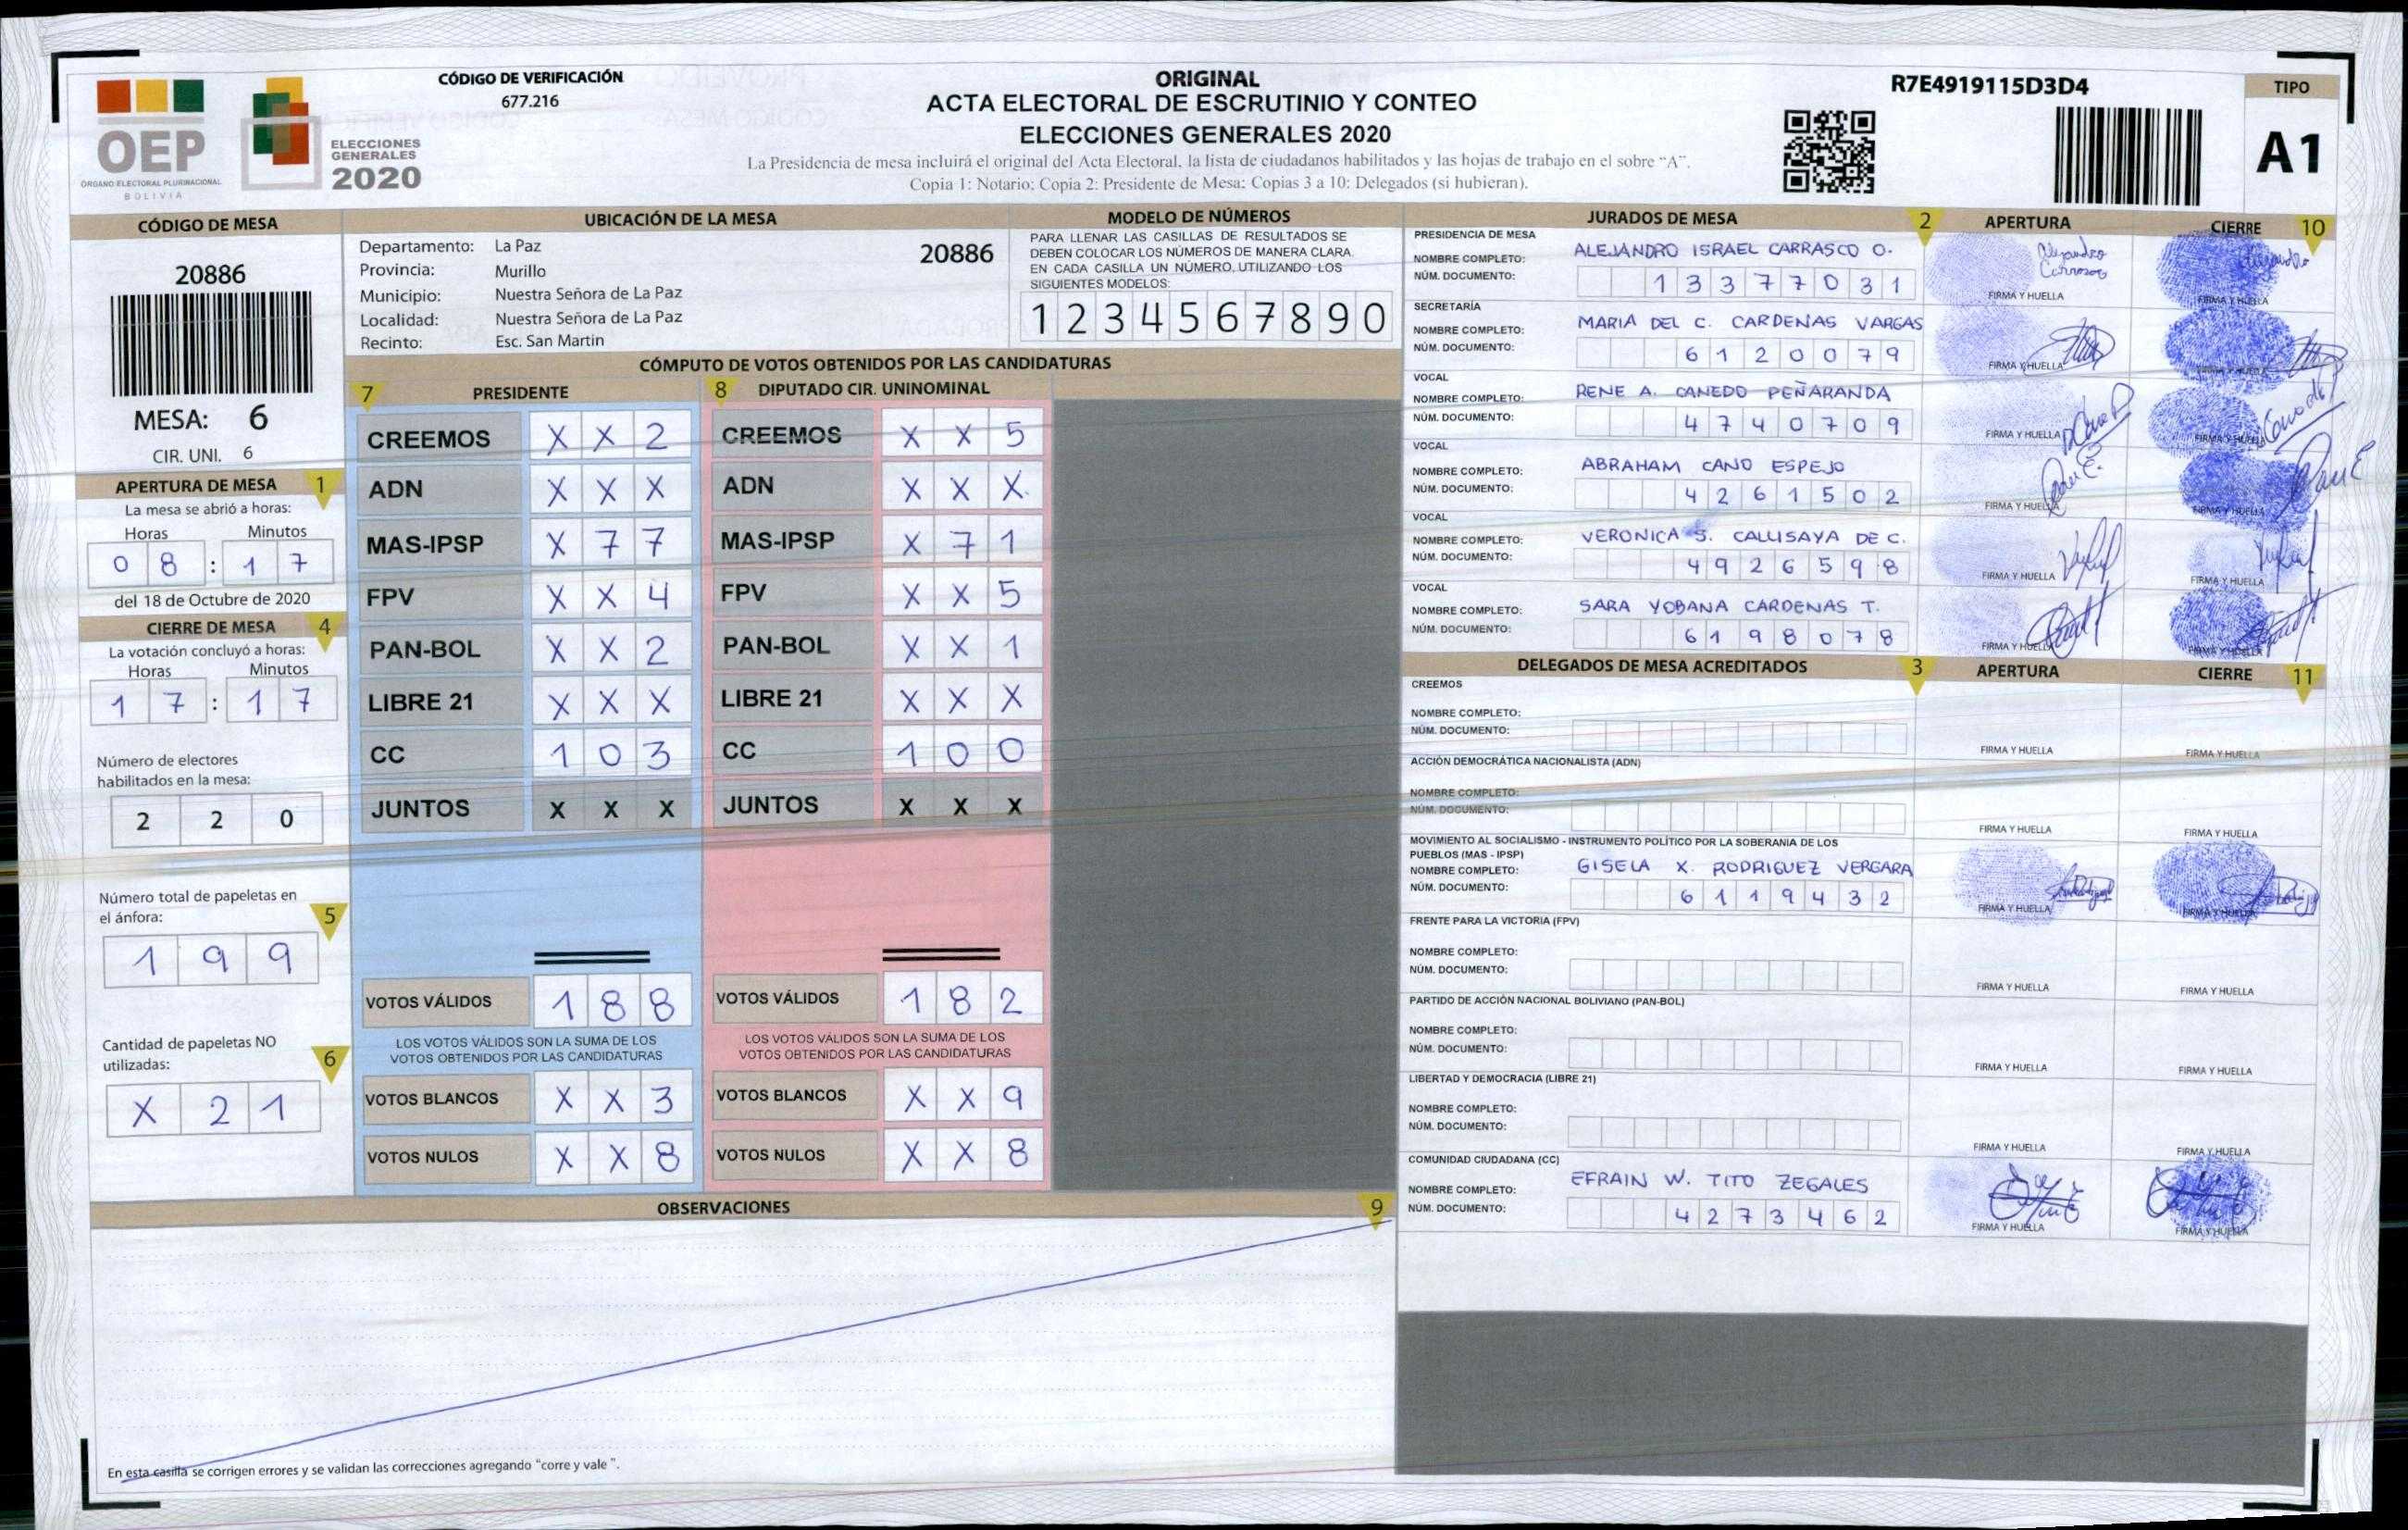 CÓDIGO DE VERIFICACIÓN
677.216
ORIGINAL
ACTA ELECTORAL DE ESCRUTINIO Y CONTEO
ELECCIONES GENERALES 2020
La Presidencia de mesa incluirá el original del Acta Electoral, la lista de ciudadanos habilitados y las hojas de trabajo en el sobre "A".
Copia 1: Notario; Copia 2: Presidente de Mesa; Copias 3 a 10: Delegados (si hubieran).
R7E4919115D3D4
TIPO
A1
OEP
ÓRGANO ELECTORAL PLURINACIONAL
BOLIVIA
ELECCIONES
GENERALES
2020
CÓDIGO DE MESA
20886
MESA: 6
CIR. UNI. 6
UBICACIÓN DE LA MESA
Departamento: La Paz
20886
Provincia: Murillo
Municipio: Nuestra Señora de La Paz
Localidad: Nuestra Señora de La Paz
Recinto: Esc. San Martin
MODELO DE NÚMEROS
PARA LLENAR LAS CASILLAS DE RESULTADOS SE
DEBEN COLOCAR LOS NÚMEROS DE MANERA CLARA.
EN CADA CASILLA UN NÚMERO, UTILIZANDO LOS
SIGUIENTES MODELOS:
1 2 3 4 5 6 7 8 9 0
APERTURA DE MESA 1
La mesa se abrió a horas:
Horas Minutos
0 8 : 1 7
del 18 de Octubre de 2020
CIERRE DE MESA 4
La votación concluyó a horas:
Horas Minutos
1 7 : 1 7
Número de electores
habilitados en la mesa:
2 2 0
Número total de papeletas en
el ánfora: 5
1 9 9
Cantidad de papeletas NO
utilizadas: 6
X 2 1
CÓMPUTO DE VOTOS OBTENIDOS POR LAS CANDIDATURAS
7 PRESIDENTE 8 DIPUTADO CIR. UNINOMINAL
CREEMOS X X 2 CREEMOS X X 5
ADN X X X ADN X X X
MAS-IPSP X 7 7 MAS-IPSP X 7 1
FPV X X 4 FPV X X 5
PAN-BOL X X 2 PAN-BOL X X 1
LIBRE 21 X X X LIBRE 21 X X X
CC 1 0 3 CC 1 0 0
JUNTOS X X X JUNTOS X X X
VOTOS VÁLIDOS 1 8 8 VOTOS VÁLIDOS 1 8 2
LOS VOTOS VÁLIDOS SON LA SUMA DE LOS LOS VOTOS VÁLIDOS SON LA SUMA DE LOS
VOTOS OBTENIDOS POR LAS CANDIDATURAS VOTOS OBTENIDOS POR LAS CANDIDATURAS
VOTOS BLANCOS X X 3 VOTOS BLANCOS X X 9
VOTOS NULOS X X 8 VOTOS NULOS X X 8
OBSERVACIONES 9
En esta casilla se corrigen errores y se validan las correcciones agregando "corre y vale ".
JURADOS DE MESA 2 APERTURA CIERRE 10
PRESIDENCIA DE MESA
NOMBRE COMPLETO: ALEJANDRO ISRAEL CARRASCO O.
NÚM. DOCUMENTO: 1 3 3 7 7 0 3 1
Alejandro
Carrasco
FIRMA Y HUELLA FIRMA Y HUELLA
SECRETARÍA
NOMBRE COMPLETO: MARIA DEL C. CARDENAS VARGAS
NÚM. DOCUMENTO: 6 1 2 0 0 7 9
FIRMA Y HUELLA FIRMA Y HUELLA
VOCAL
NOMBRE COMPLETO: RENE A. CANEDO PEÑARANDA
NÚM. DOCUMENTO: 4 7 4 0 7 0 9
FIRMA Y HUELLA FIRMA Y HUELLA
VOCAL
NOMBRE COMPLETO: ABRAHAM CANO ESPEJO
NÚM. DOCUMENTO: 4 2 6 1 5 0 2
FIRMA Y HUELLA FIRMA Y HUELLA
VOCAL
NOMBRE COMPLETO: VERONICA S. CALLISAYA DE C.
NÚM. DOCUMENTO: 4 9 2 6 5 9 8
FIRMA Y HUELLA FIRMA Y HUELLA
VOCAL
NOMBRE COMPLETO: SARA YOBANA CARDENAS T.
NÚM. DOCUMENTO: 6 1 9 8 0 7 8
FIRMA Y HUELLA FIRMA Y HUELLA
DELEGADOS DE MESA ACREDITADOS 3 APERTURA CIERRE 11
CREEMOS
NOMBRE COMPLETO:
NÚM. DOCUMENTO:
FIRMA Y HUELLA FIRMA Y HUELLA
ACCIÓN DEMOCRÁTICA NACIONALISTA (ADN)
NOMBRE COMPLETO:
NÚM. DOCUMENTO:
FIRMA Y HUELLA FIRMA Y HUELLA
MOVIMIENTO AL SOCIALISMO - INSTRUMENTO POLÍTICO POR LA SOBERANIA DE LOS
PUEBLOS (MAS - IPSP)
NOMBRE COMPLETO: GISELA X. RODRIGUEZ VERGARA
NÚM. DOCUMENTO: 6 1 1 9 4 3 2
FIRMA Y HUELLA FIRMA Y HUELLA
FRENTE PARA LA VICTORIA (FPV)
NOMBRE COMPLETO:
NÚM. DOCUMENTO:
FIRMA Y HUELLA FIRMA Y HUELLA
PARTIDO DE ACCIÓN NACIONAL BOLIVIANO (PAN-BOL)
NOMBRE COMPLETO:
NÚM. DOCUMENTO:
FIRMA Y HUELLA FIRMA Y HUELLA
LIBERTAD Y DEMOCRACIA (LIBRE 21)
NOMBRE COMPLETO:
NÚM. DOCUMENTO:
FIRMA Y HUELLA FIRMA Y HUELLA
COMUNIDAD CIUDADANA (CC)
NOMBRE COMPLETO: EFRAIN W. TITO ZEGALES
NÚM. DOCUMENTO: 4 2 7 3 4 6 2
FIRMA Y HUELLA FIRMA Y HUELLA